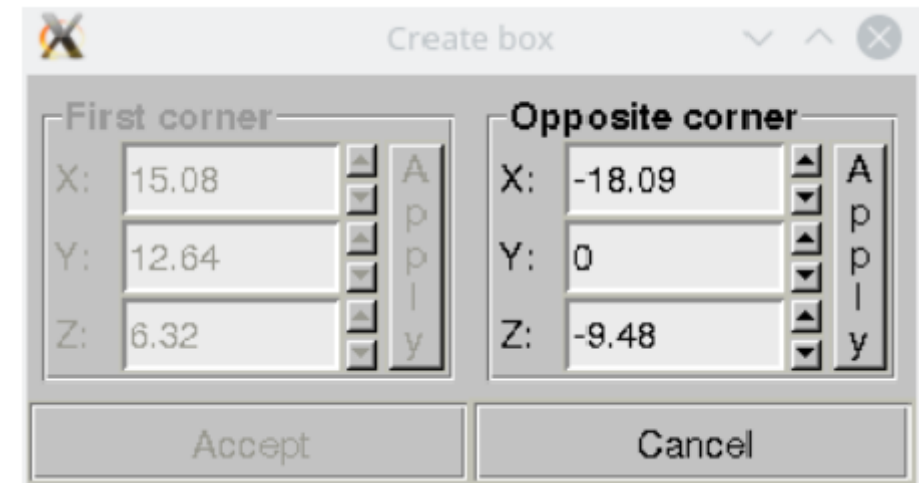 Create box
First corner
X: 15.08
Y: 12.64
Z: 6.32
Apply
Opposite corner
X: -18.09
Y: 0
Z: -9.48
Apply
Accept
Cancel